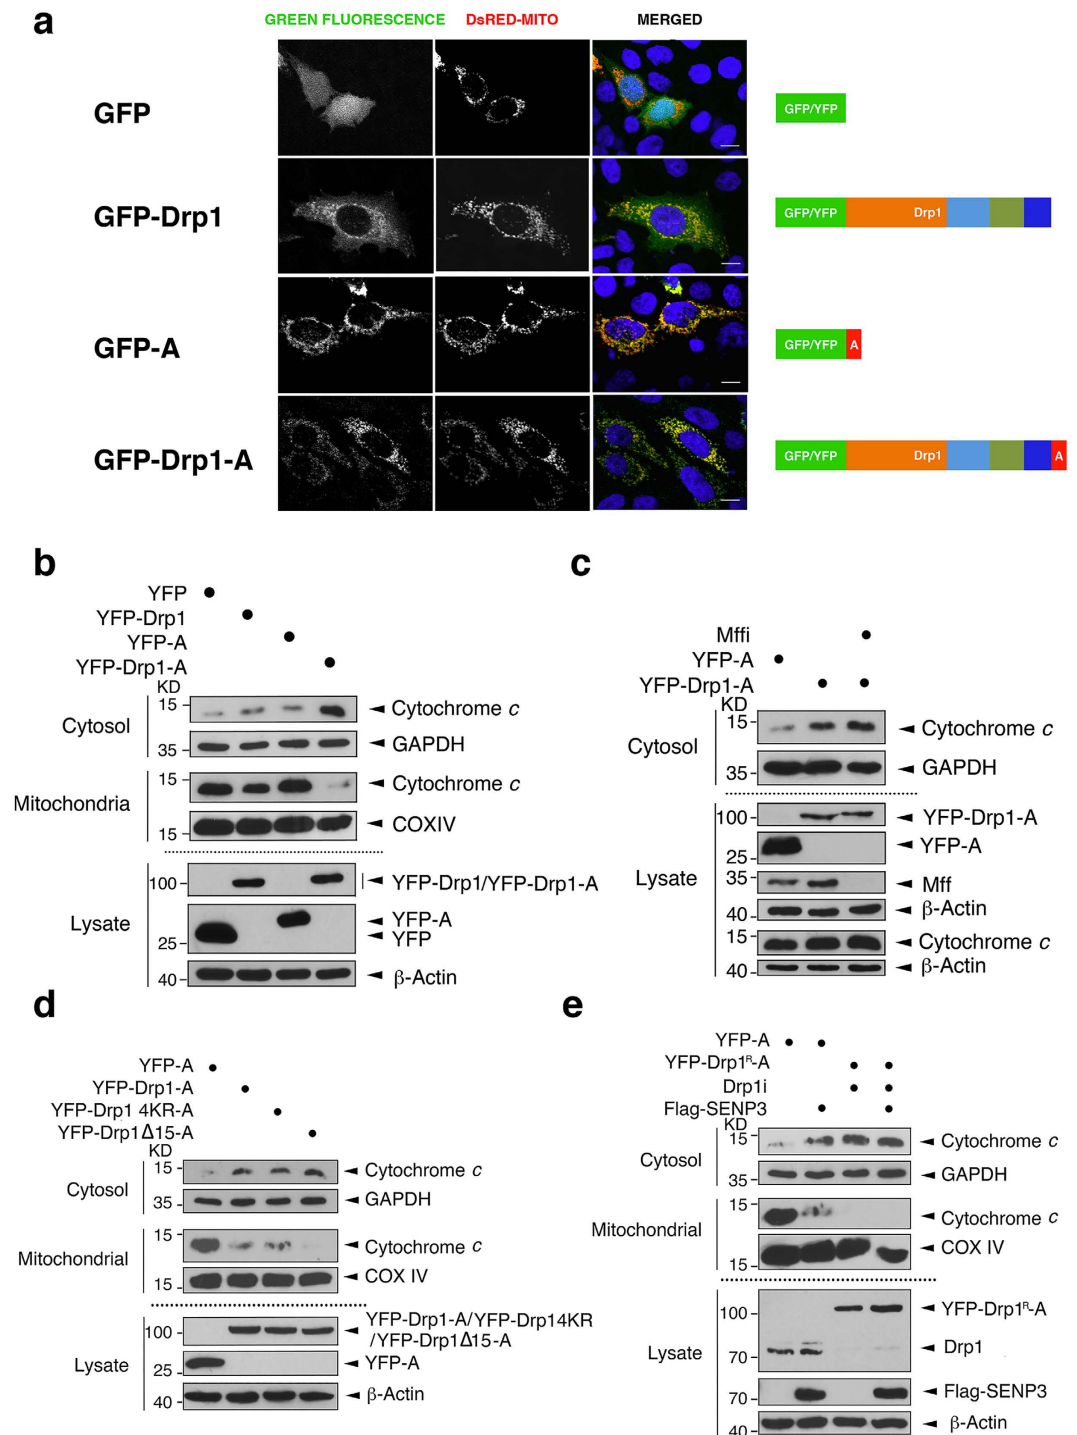 a
GREEN FLUORESCENCE DsRED-MITO MERGED
GFP
GFP/YFP
GFP-Drp1
GFP/YFP Drp1
GFP-A
GFP/YFP A
GFP-Drp1-A
GFP/YFP Drp1 A
b
YFP
YFP-Drp1
YFP-A
YFP-Drp1-A
KD
Cytosol
15
Cytochrome c
35
GAPDH
Mitochondria
15
Cytochrome c
15
COXIV
Lysate
100
YFP-Drp1/YFP-Drp1-A
YFP-A
25
YFP
40
β-Actin
c
Mffi
YFP-A
YFP-Drp1-A
KD
Cytosol
15
Cytochrome c
35
GAPDH
Lysate
100
YFP-Drp1-A
25
YFP-A
35
Mff
40
β-Actin
15
Cytochrome c
40
β-Actin
d
YFP-A
YFP-Drp1-A
YFP-Drp1 4KR-A
YFP-Drp1Δ15-A
KD
Cytosol
15
Cytochrome c
35
GAPDH
Mitochondrial
15
Cytochrome c
15
COX IV
Lysate
100
YFP-Drp1-A/YFP-Drp14KR
/YFP-Drp1Δ15-A
25
YFP-A
40
β-Actin
e
YFP-A
YFP-Drp1ᴿ-A
Drp1i
Flag-SENP3
KD
Cytosol
15
Cytochrome c
35
GAPDH
Mitochondrial
15
Cytochrome c
15
COX IV
Lysate
100
YFP-Drp1ᴿ-A
70
Drp1
70
Flag-SENP3
40
β-Actin